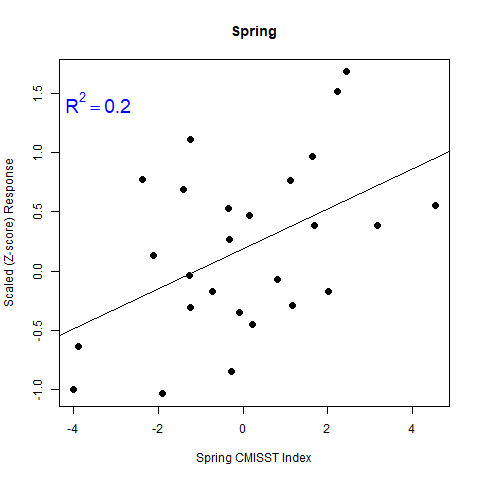 Spring
R² = 0.2
Scaled (Z-score) Response
1.5
1.0
0.5
0.0
-0.5
-1.0
-4 -2 0 2 4
Spring CMISST Index